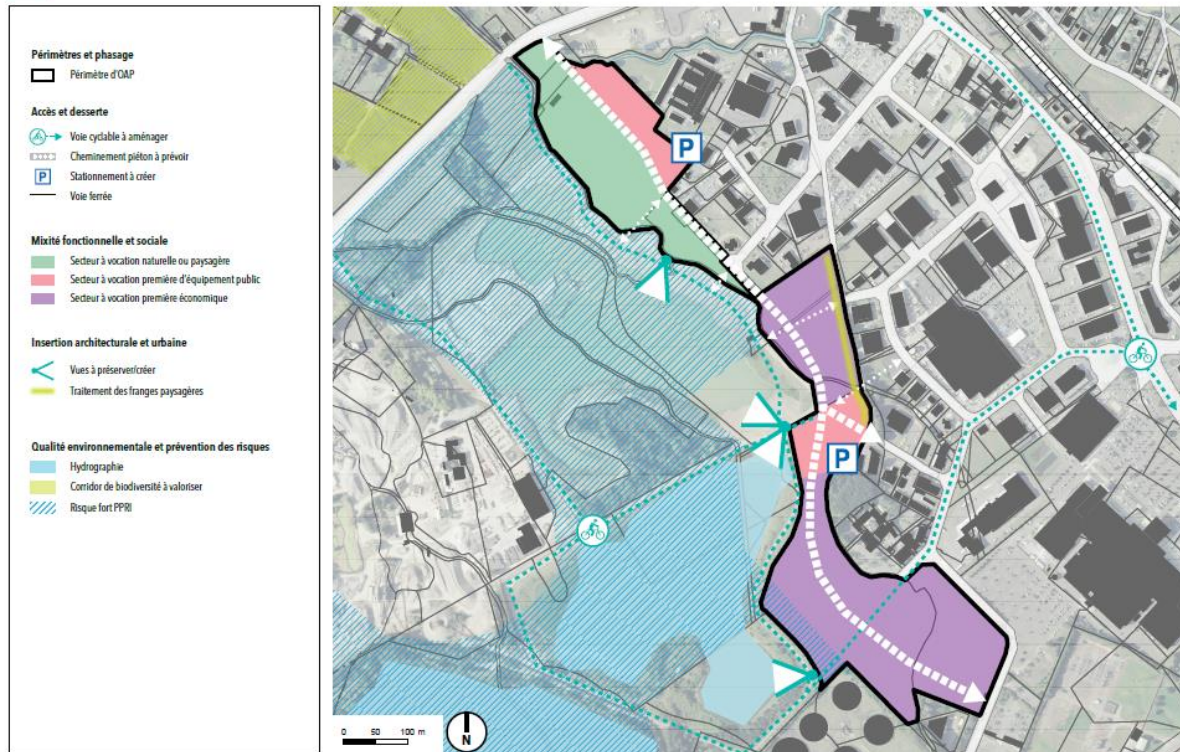 Périmètres et phasage
Périmètre d'OAP
Accès et desserte
Voie cyclable à aménager
Cheminement piéton à prévoir
P Stationnement à créer
Voie ferrée
Mixité fonctionnelle et sociale
Secteur à vocation naturelle ou paysagère
Secteur à vocation première d'équipement public
Secteur à vocation première économique
Insertion architecturale et urbaine
Vues à préserver/créer
Traitement des franges paysagères
Qualité environnementale et prévention des risques
Hydrographie
Corridor de biodiversité à valoriser
Risque fort PPRI
P
P
0 50 100 m
N